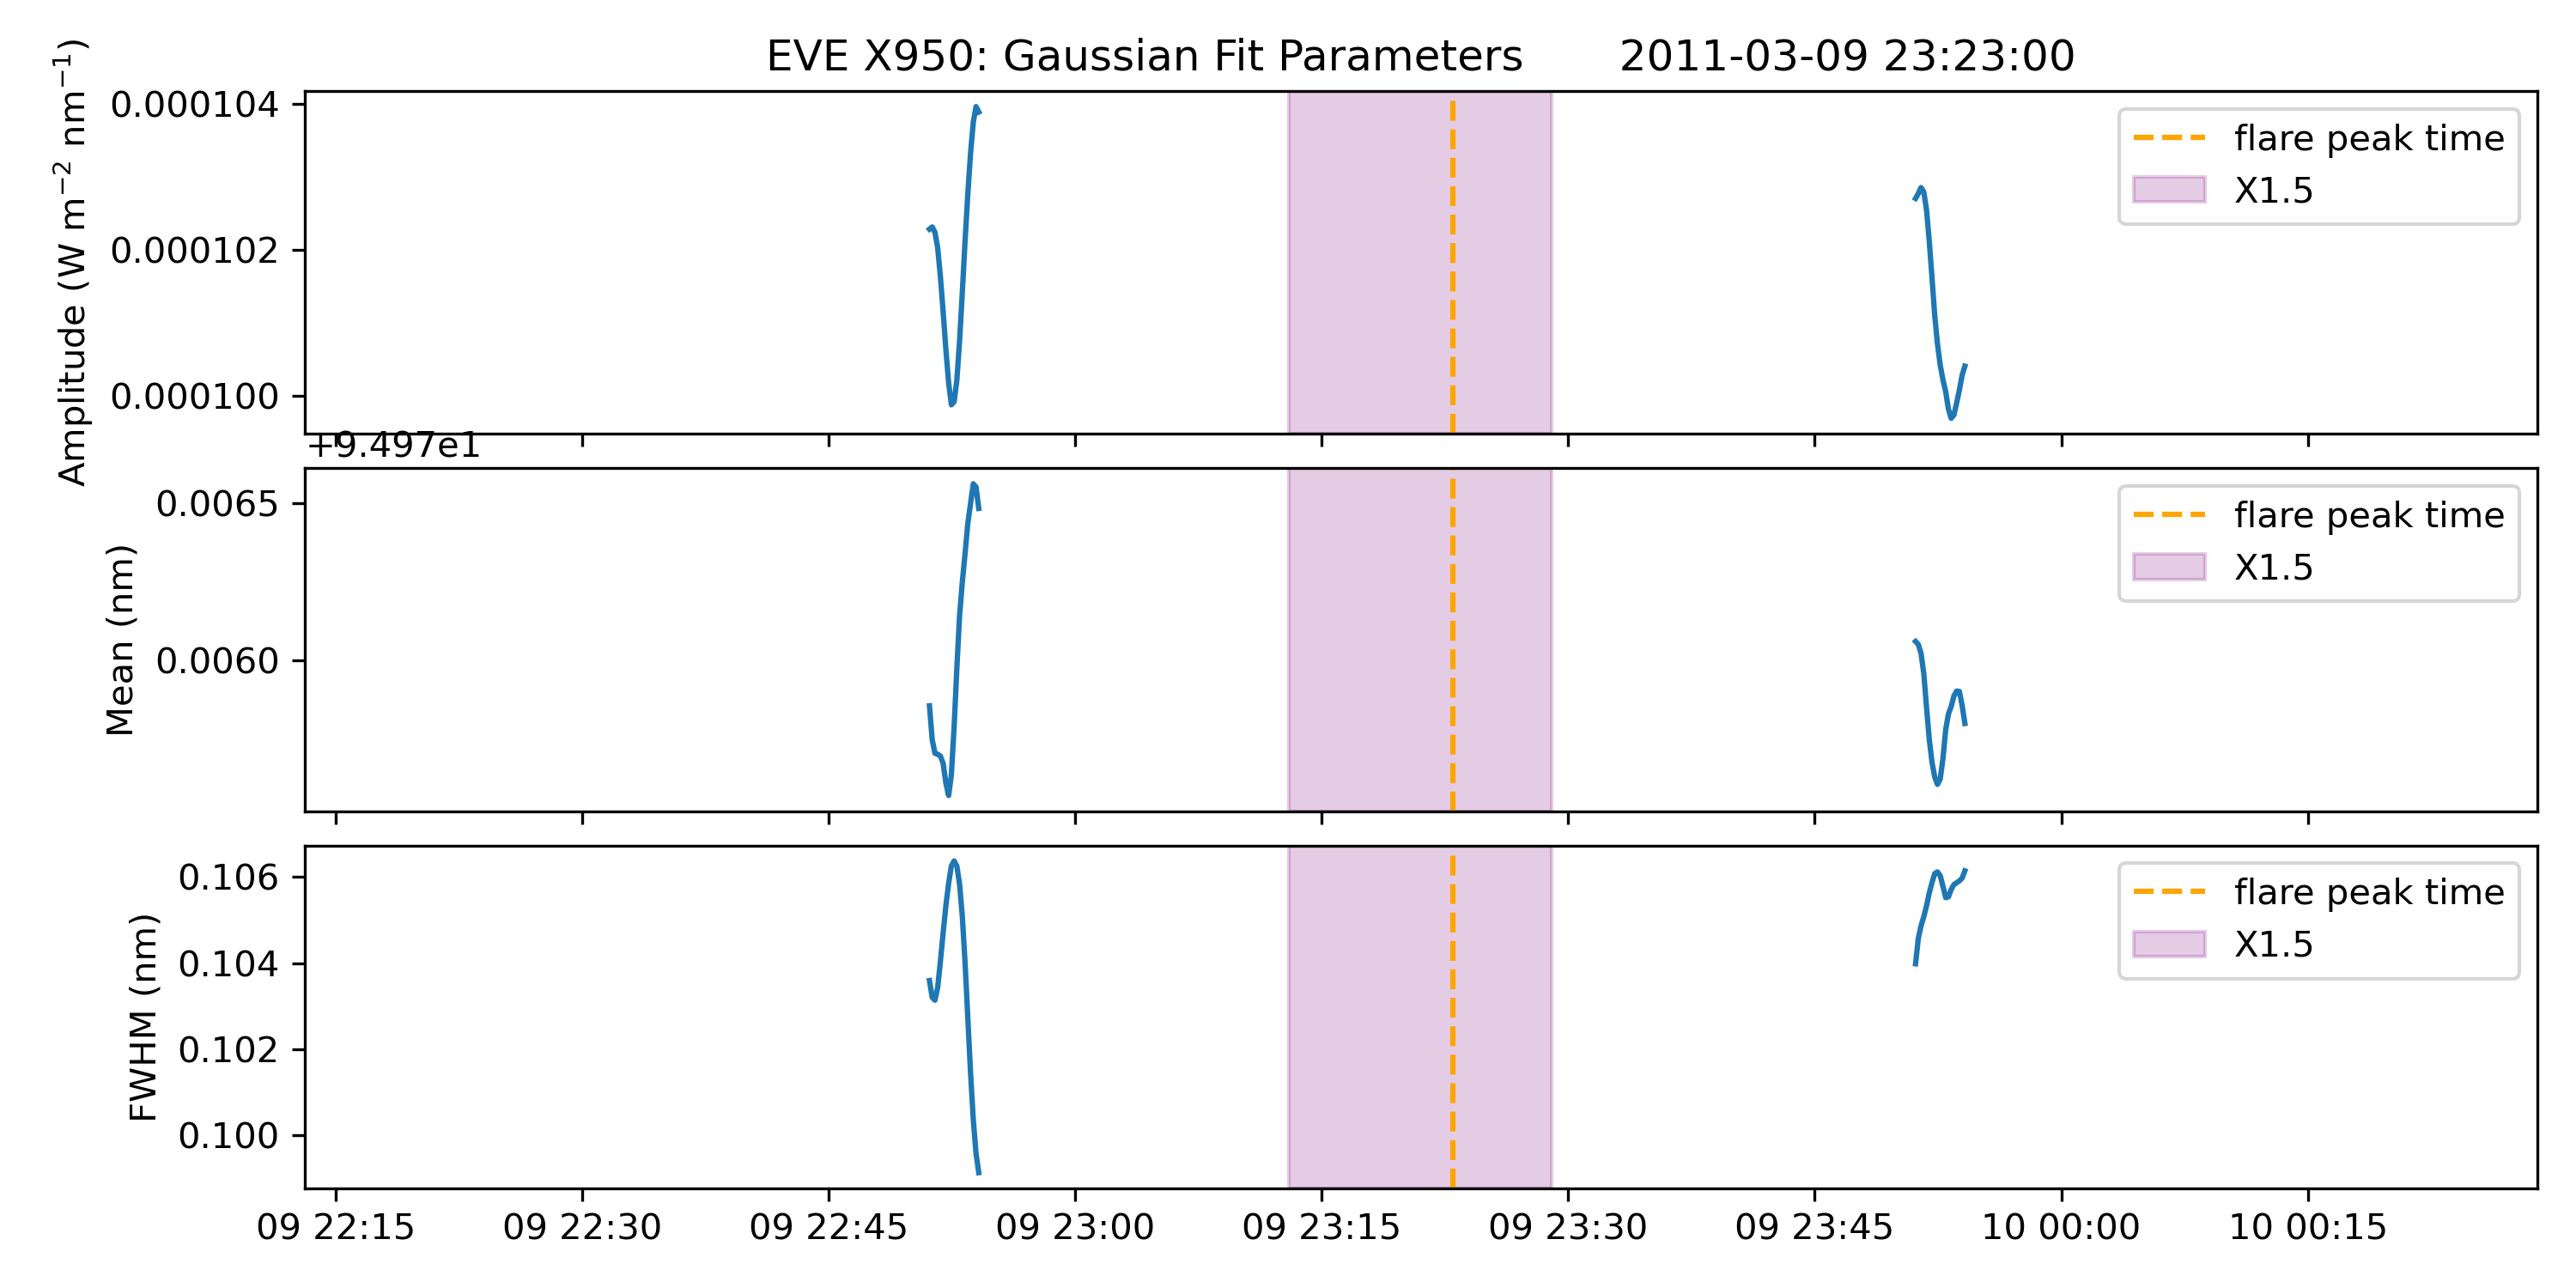 EVE X950: Gaussian Fit Parameters 2011-03-09 23:23:00
Amplitude (W m⁻² nm⁻¹)
0.000104
0.000102
0.000100
flare peak time
X1.5
+9.497e1
Mean (nm)
0.0065
0.0060
flare peak time
X1.5
FWHM (nm)
0.106
0.104
0.102
0.100
flare peak time
X1.5
09 22:15 09 22:30 09 22:45 09 23:00 09 23:15 09 23:30 09 23:45 10 00:00 10 00:15